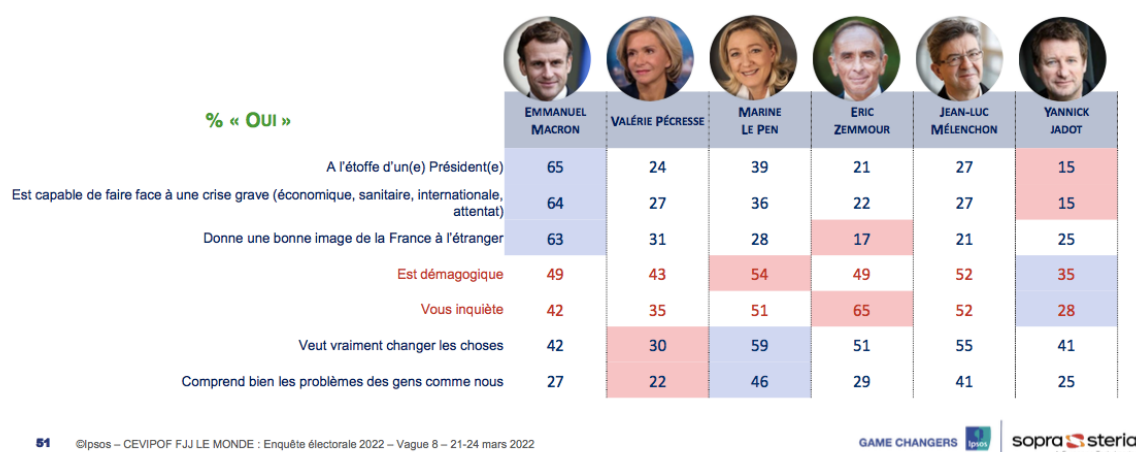 % « OUI »
EMMANUEL MACRON
VALÉRIE PÉCRESSE
MARINE LE PEN
ERIC ZEMMOUR
JEAN-LUC MÉLENCHON
YANNICK JADOT
A l'étoffe d'un(e) Président(e) 65 24 39 21 27 15
Est capable de faire face à une crise grave (économique, sanitaire, internationale,
attentat) 64 27 36 22 27 15
Donne une bonne image de la France à l'étranger 63 31 28 17 21 25
Est démagogique 49 43 54 49 52 35
Vous inquiète 42 35 51 65 52 28
Veut vraiment changer les choses 42 30 59 51 55 41
Comprend bien les problèmes des gens comme nous 27 22 46 29 41 25
51 ©Ipsos – CEVIPOF FJJ LE MONDE : Enquête électorale 2022 – Vague 8 – 21-24 mars 2022
GAME CHANGERS Ipsos sopra steria